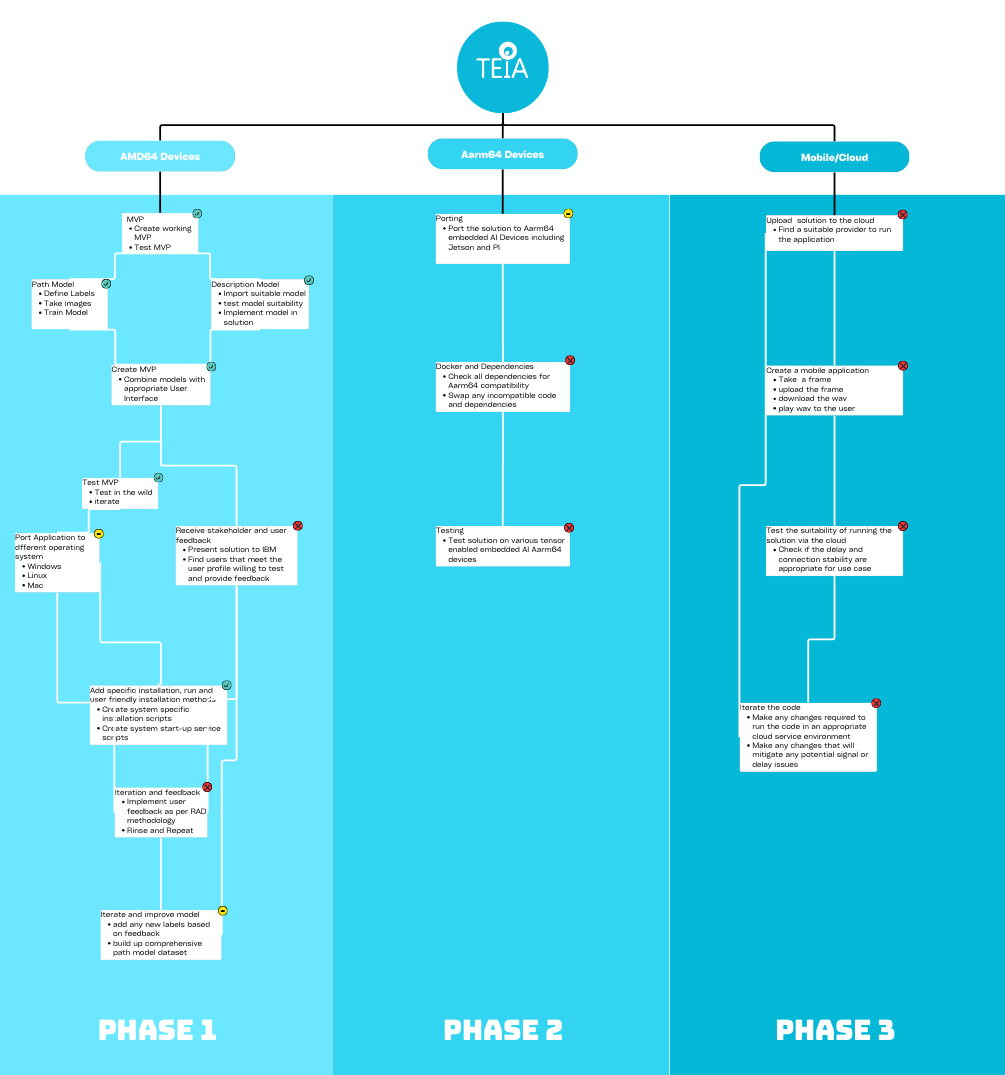 TEIA
AMD64 Devices
Aarm64 Devices
Mobile/Cloud
MVP
• Create working
MVP
• Test MVP
Path Model
• Define Labels
• Take images
• Train Model
Description Model
• Import suitable model
• test model suitability
• Implement model in
solution
Create MVP
• Combine models with
appropriate User
Interface
Test MVP
• Test in the wild
• iterate
Port Application to
dfferent operating
system
• Windows
• Linux
• Mac
Receive stakeholder and user
feedback
• Present solution to IBM
• Find users that meet the
user profile willing to test
and provide feedback
Add specific installation, run and
user friendly installation methods
• Create system specific
installation scripts
• Create system start-up service
scripts
Iteration and feedback
• Implement user
feedback as per RAD
methodology
• Rinse and Repeat
Iterate and improve model
• add any new labels based
on feedback
• build up comprehensive
path model dataset
PHASE 1
Porting
• Port the solution to Aarm64
embedded AI Devices including
Jetson and PI
Docker and Dependencies
• Check all dependencies for
Aarm64 compatibility
• Swap any incompatible code
and dependencies
Testing
• Test solution on various tensor
enabled embedded AI Aarm64
devices
PHASE 2
Upload solution to the cloud
• Find a suitable provider to run
the application
Create a mobile application
• Take a frame
• upload the frame
• download the wav
• play wav to the user
Test the suitability of running the
solution via the cloud
• Check if the delay and
connection stability are
appropriate for use case
Iterate the code
• Make any changes required to
run the code in an appropriate
cloud service environment
• Make any changes that will
mitigate any potential signal or
delay issues
PHASE 3